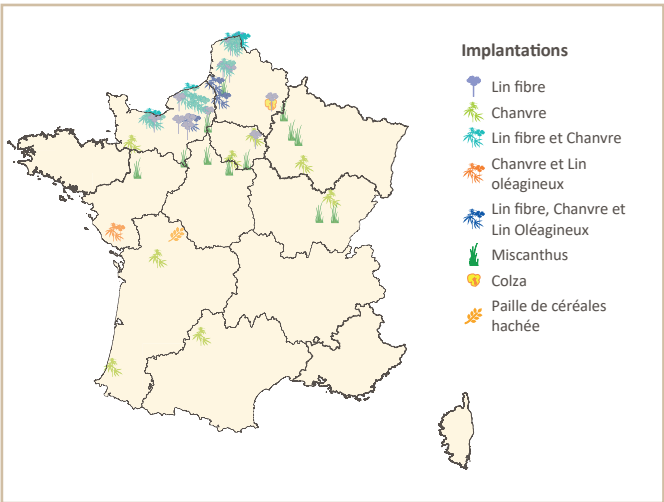 Implantations
Lin fibre
Chanvre
Lin fibre et Chanvre
Chanvre et Lin
oléagineux
Lin fibre, Chanvre et
Lin Oléagineux
Miscanthus
Colza
Paille de céréales
hachée